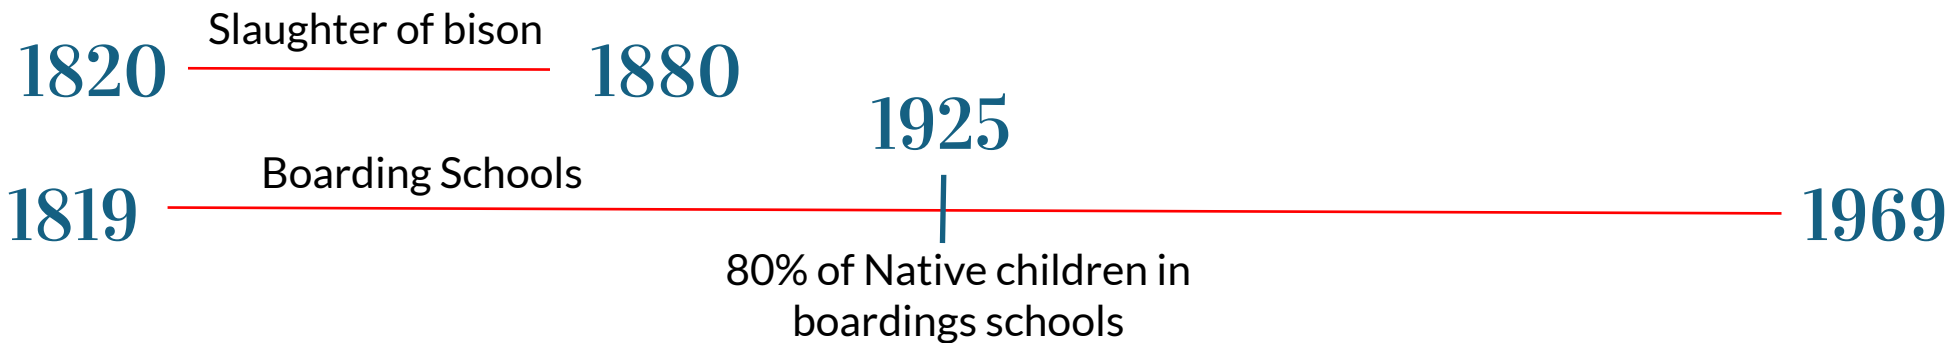 Slaughter of bison
1820 1880
1925
Boarding Schools
1819 1969
80% of Native children in
boardings schools